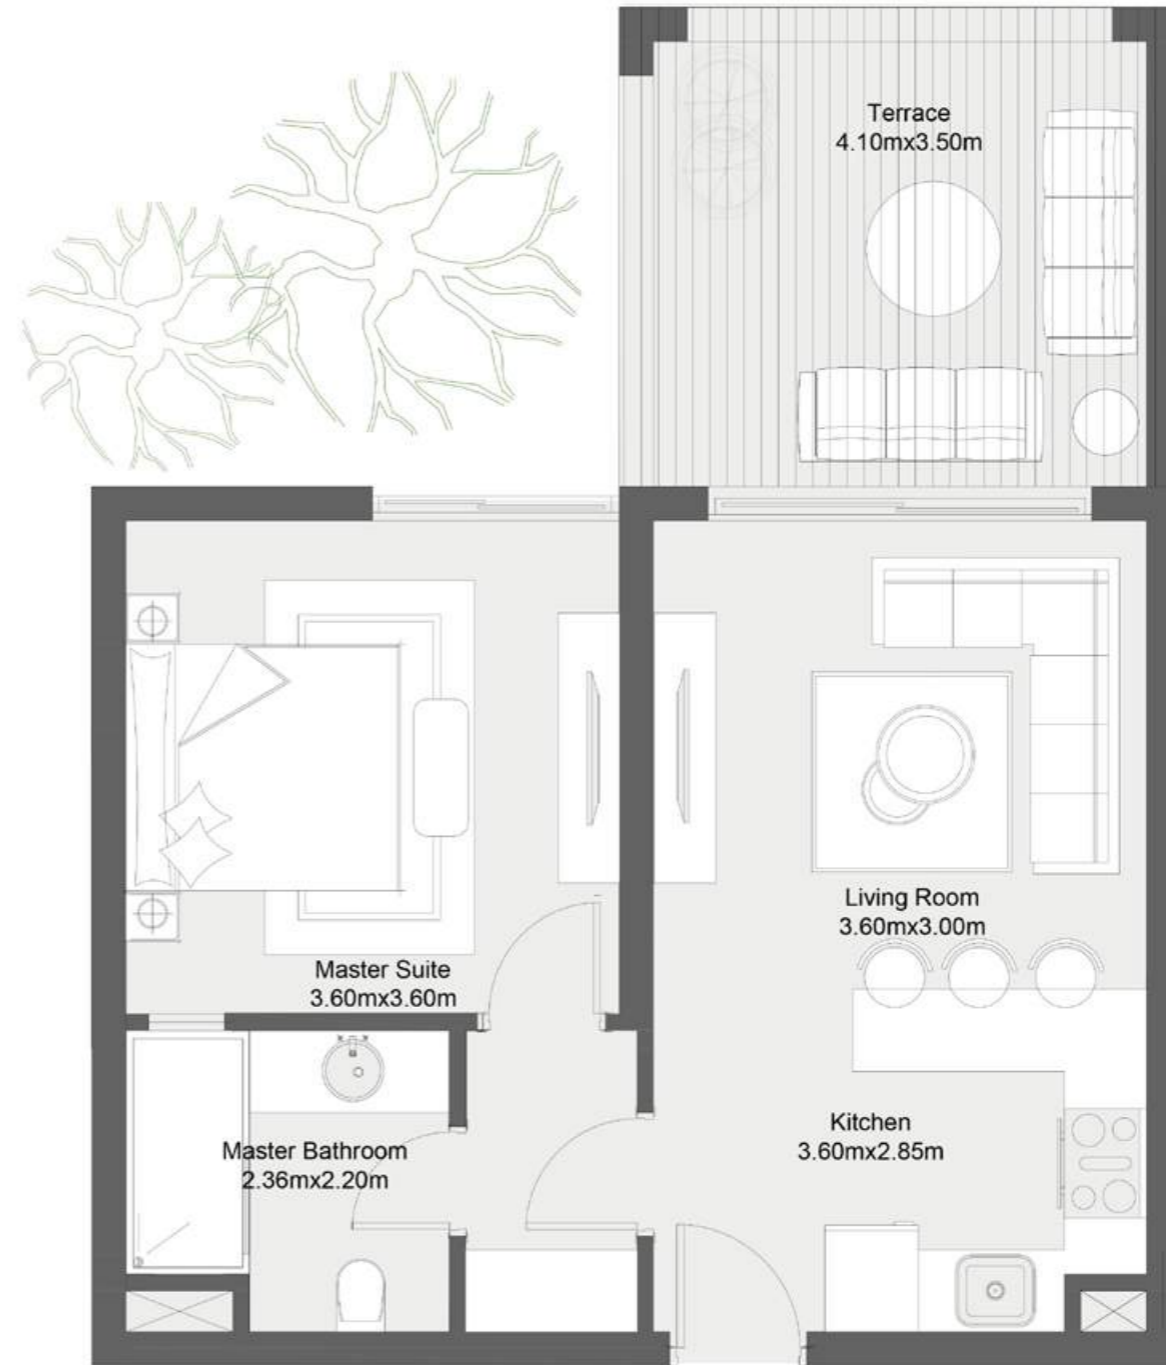 Terrace
4.10mx3.50m
Living Room
3.60mx3.00m
Master Suite
3.60mx3.60m
Kitchen
3.60mx2.85m
Master Bathroom
2.36mx2.20m